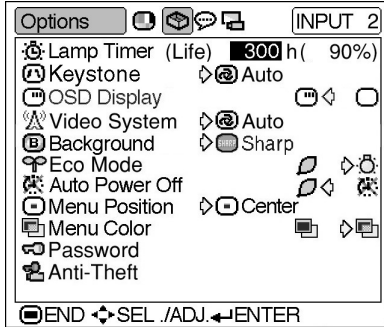 Options INPUT 2
Lamp Timer (Life) 300 h( 90%)
Keystone Auto
OSD Display
Video System Auto
B Background SHARP Sharp
Eco Mode
Auto Power Off
Menu Position Center
Menu Color
Password
Anti-Theft
END SEL./ADJ. ENTER